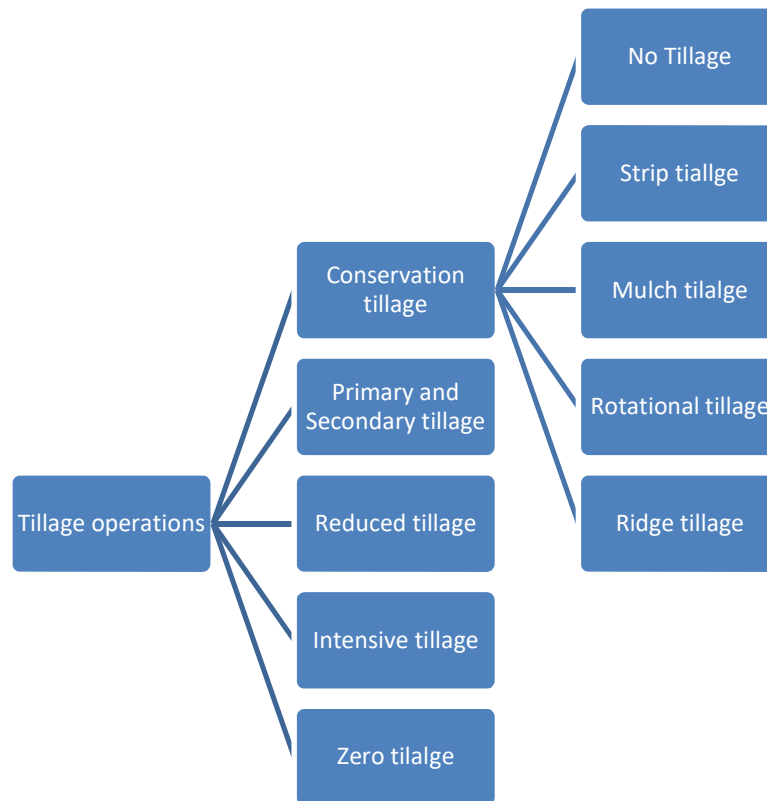 No Tillage
Strip tiallge
Conservation
tillage
Mulch tilalge
Primary and
Secondary tillage
Rotational tillage
Tillage operations
Reduced tillage
Ridge tillage
Intensive tillage
Zero tilalge